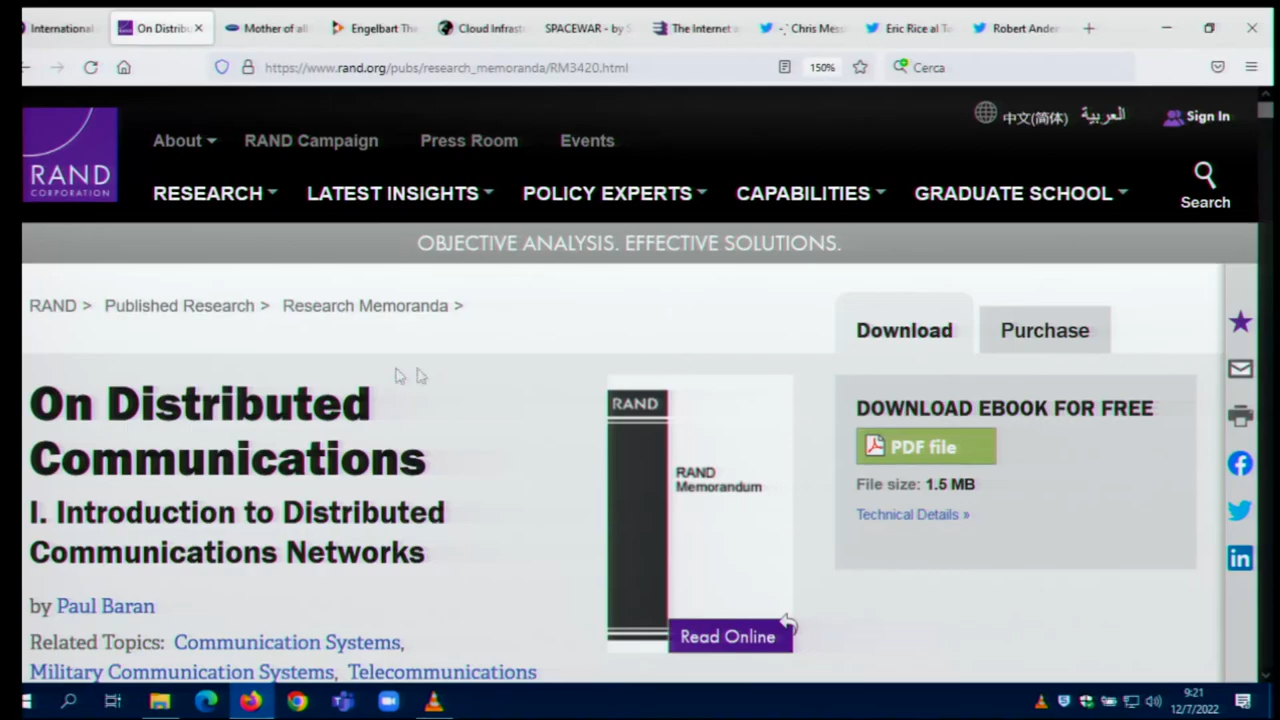 International
On Distribu
Mother of all
Engelbart The
Cloud Infrast
SPACEWAR - by S
The Internet a
Chris Mess
Eric Rice al To
Robert Ander
https://www.rand.org/pubs/research_memoranda/RM3420.html
150%
Cerca
RAND
CORPORATION
About
RAND Campaign
Press Room
Events
中文(简体)
العربية
Sign In
RESEARCH
LATEST INSIGHTS
POLICY EXPERTS
CAPABILITIES
GRADUATE SCHOOL
Search
OBJECTIVE ANALYSIS. EFFECTIVE SOLUTIONS.
RAND > Published Research > Research Memoranda >
Download
Purchase
On Distributed
Communications
I. Introduction to Distributed
Communications Networks
by Paul Baran
Related Topics: Communication Systems,
Military Communication Systems, Telecommunications
RAND
RAND
Memorandum
Read Online
DOWNLOAD EBOOK FOR FREE
PDF file
File size: 1.5 MB
Technical Details »
9:21
12/7/2022